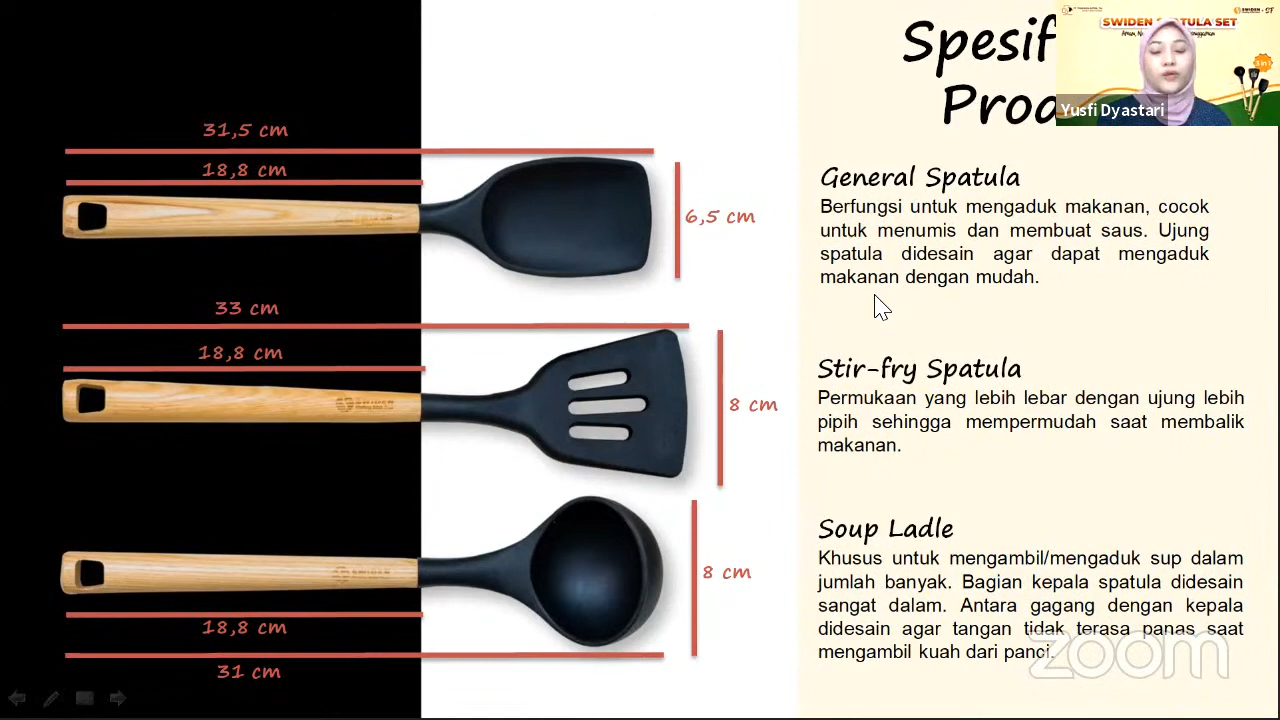 31,5 cm
18,8 cm
6,5 cm
33 cm
18,8 cm
8 cm
8 cm
18,8 cm
31 cm
Spesif
Proc
SWIDEN SPATULA SET
Yusfi Dyastari
3 in 1
General Spatula
Berfungsi untuk mengaduk makanan, cocok
untuk menumis dan membuat saus. Ujung
spatula didesain agar dapat mengaduk
makanan dengan mudah.
Stir-fry Spatula
Permukaan yang lebih lebar dengan ujung lebih
pipih sehingga mempermudah saat membalik
makanan.
Soup Ladle
Khusus untuk mengambil/mengaduk sup dalam
jumlah banyak. Bagian kepala spatula didesain
sangat dalam. Antara gagang dengan kepala
didesain agar tangan tidak terasa panas saat
mengambil kuah dari panci.
zoom